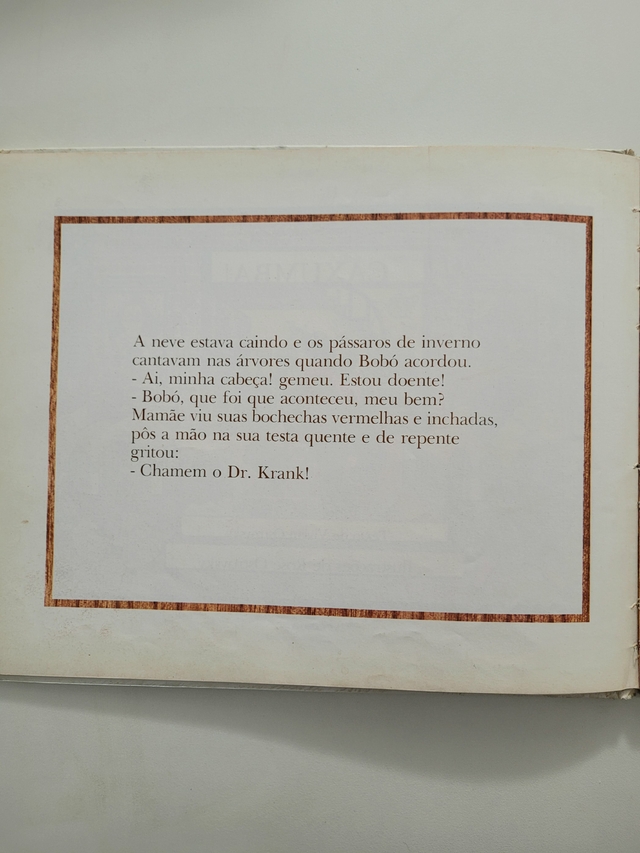 A neve estava caindo e os pássaros de inverno
cantavam nas árvores quando Bobó acordou.
- Ai, minha cabeça! gemeu. Estou doente!
- Bobó, que foi que aconteceu, meu bem?
Mamãe viu suas bochechas vermelhas e inchadas,
pôs a mão na sua testa quente e de repente
gritou:
- Chamem o Dr. Krank!